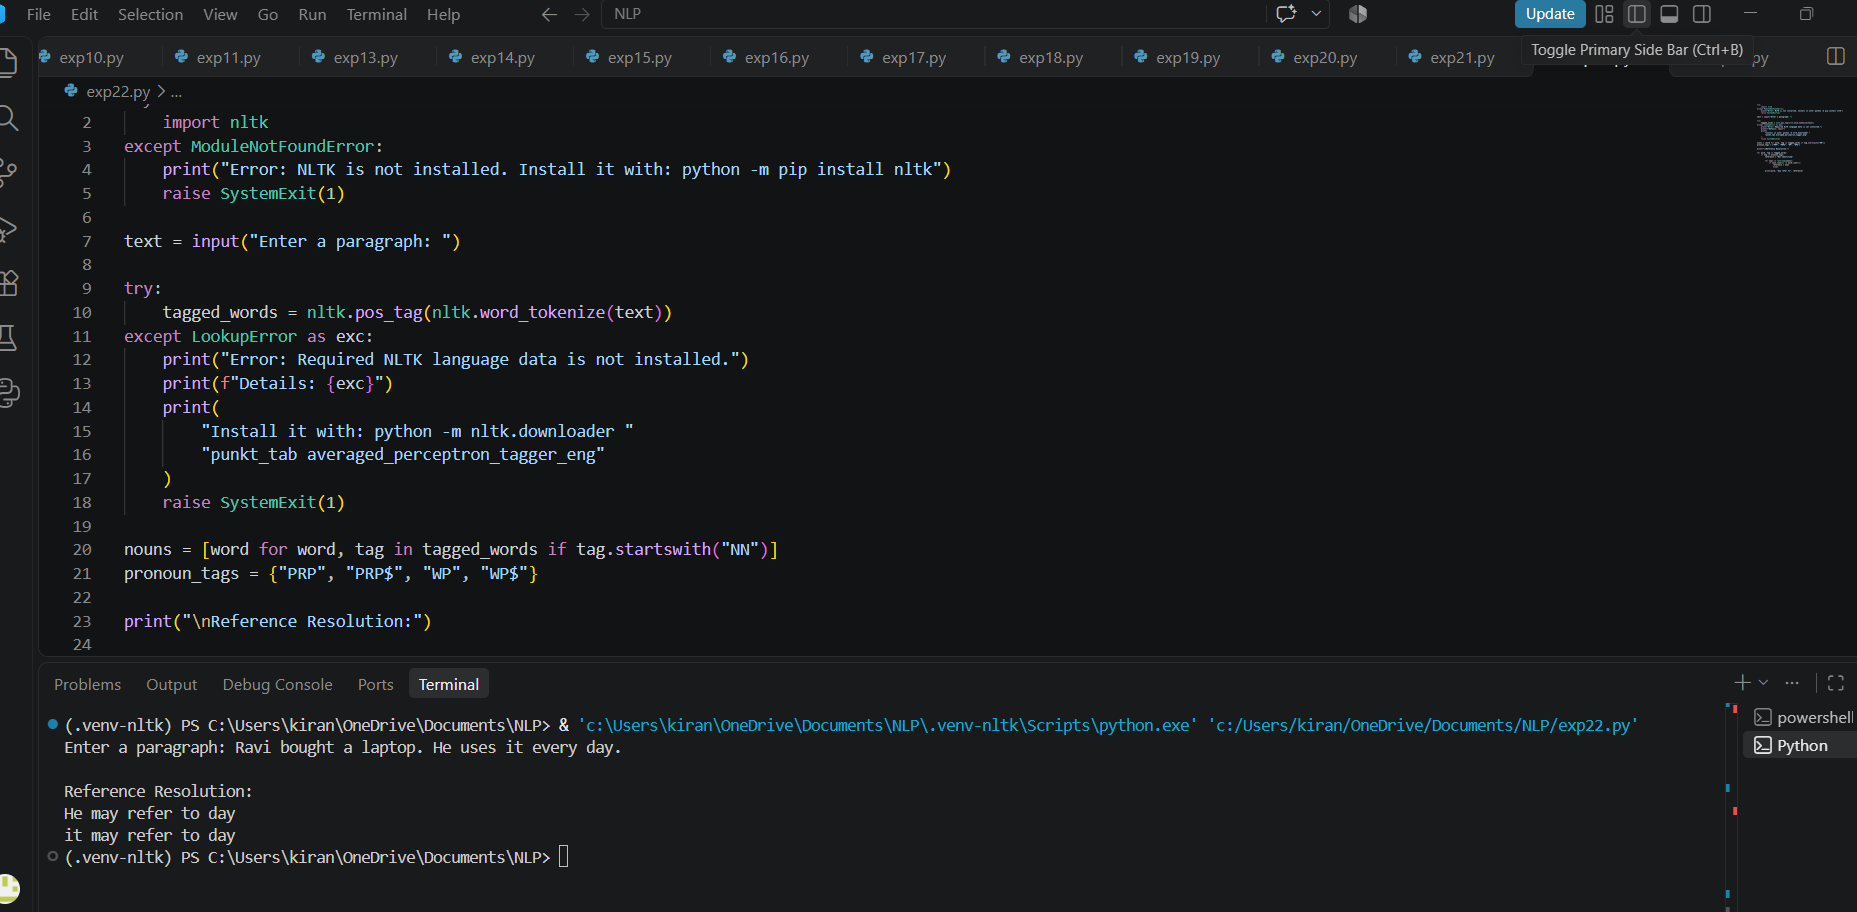 File Edit Selection View Go Run Terminal Help
NLP
Update
exp10.py exp11.py exp13.py exp14.py exp15.py exp16.py exp17.py exp18.py exp19.py exp20.py exp21.py
Toggle Primary Side Bar (Ctrl+B)
py
exp22.py > ...
2 import nltk
3 except ModuleNotFoundError:
4 print("Error: NLTK is not installed. Install it with: python -m pip install nltk")
5 raise SystemExit(1)
6
7 text = input("Enter a paragraph: ")
8
9 try:
10 tagged_words = nltk.pos_tag(nltk.word_tokenize(text))
11 except LookupError as exc:
12 print("Error: Required NLTK language data is not installed.")
13 print(f"Details: {exc}")
14 print(
15 "Install it with: python -m nltk.downloader "
16 "punkt_tab averaged_perceptron_tagger_eng"
17 )
18 raise SystemExit(1)
19
20 nouns = [word for word, tag in tagged_words if tag.startswith("NN")]
21 pronoun_tags = {"PRP", "PRP$", "WP", "WP$"}
22
23 print("\nReference Resolution:")
24
Problems Output Debug Console Ports Terminal
(.venv-nltk) PS C:\Users\kiran\OneDrive\Documents\NLP> & 'c:\Users\kiran\OneDrive\Documents\NLP\.venv-nltk\Scripts\python.exe' 'c:/Users/kiran/OneDrive/Documents/NLP/exp22.py'
Enter a paragraph: Ravi bought a laptop. He uses it every day.
Reference Resolution:
He may refer to day
it may refer to day
(.venv-nltk) PS C:\Users\kiran\OneDrive\Documents\NLP>
powershell
Python